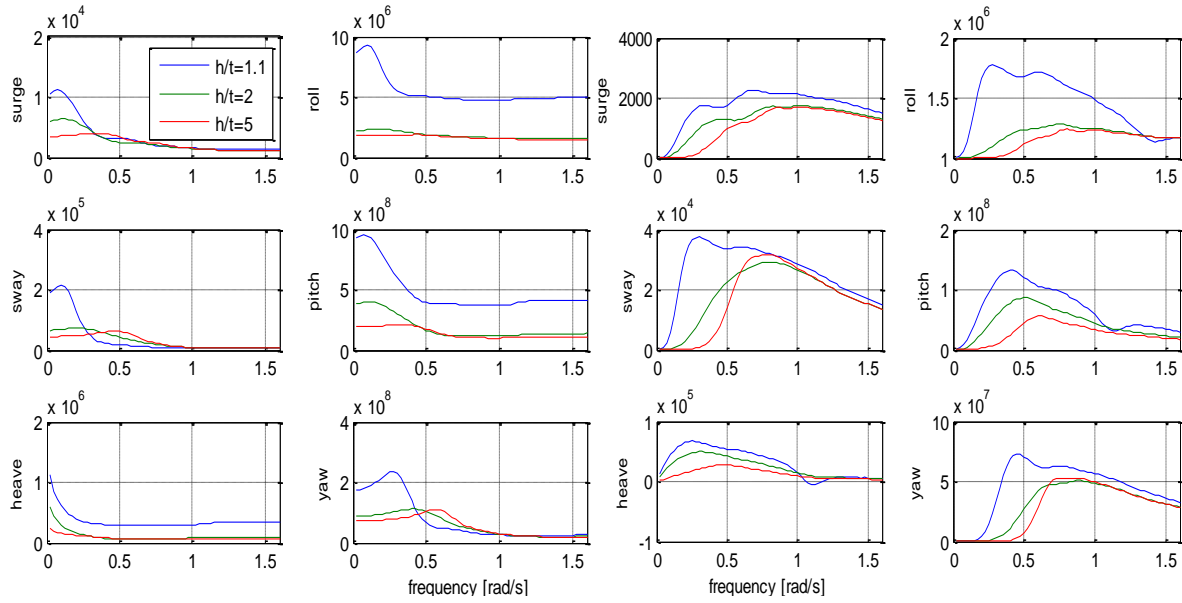 x 10^4
surge
2
1
0
0 0.5 1 1.5
h/t=1.1
h/t=2
h/t=5
x 10^6
roll
10
5
0
0 0.5 1 1.5
surge
4000
2000
0
0 0.5 1 1.5
x 10^6
roll
2
1.5
1
0 0.5 1 1.5
x 10^5
sway
4
2
0
0 0.5 1 1.5
x 10^8
pitch
10
5
0
0 0.5 1 1.5
x 10^4
sway
4
2
0
0 0.5 1 1.5
x 10^8
pitch
2
1
0
0 0.5 1 1.5
x 10^6
heave
2
1
0
0 0.5 1 1.5
x 10^8
yaw
4
2
0
0 0.5 1 1.5
frequency [rad/s]
x 10^5
heave
1
0
-1
0 0.5 1 1.5
frequency [rad/s]
x 10^7
yaw
10
5
0
0 0.5 1 1.5